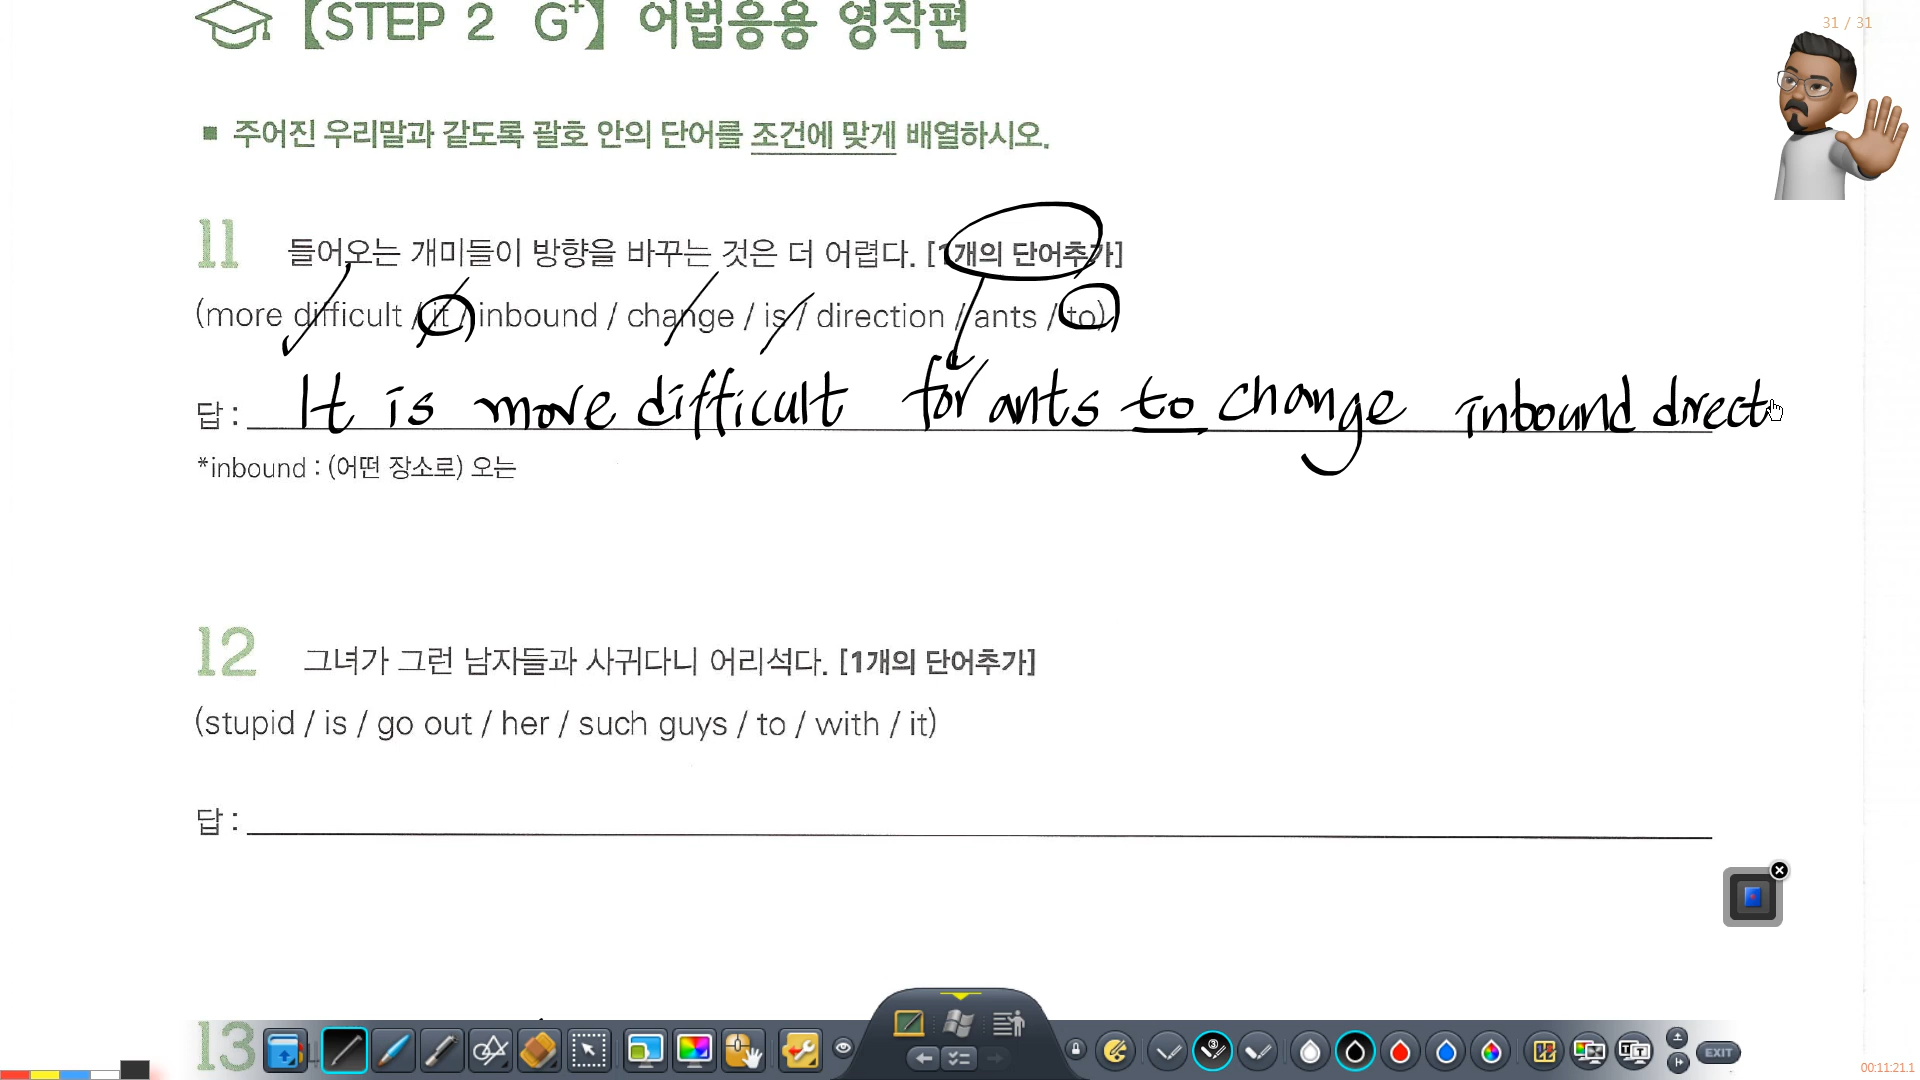 31 / 31
【STEP 2 G⁺】 어법응용 영작편
■ 주어진 우리말과 같도록 괄호 안의 단어를 조건에 맞게 배열하시오.
11 들어오는 개미들이 방향을 바꾸는 것은 더 어렵다. [1개의 단어추가]
(more difficult / it / inbound / change / is / direction / ants / to)
답 : It is more difficult for ants to change inbound direct
*inbound : (어떤 장소로) 오는
12 그녀가 그런 남자들과 사귀다니 어리석다. [1개의 단어추가]
(stupid / is / go out / her / such guys / to / with / it)
답 :
13
EXIT
00:11:21.1